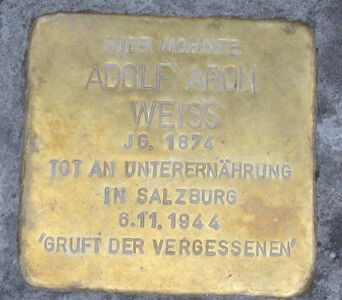 HIER WOHNTE
ADOLF ARON
WEISS
JG. 1874
TOT AN UNTERERNÄHRUNG
IN SALZBURG
6.11.1944
'GRUFT DER VERGESSENEN'